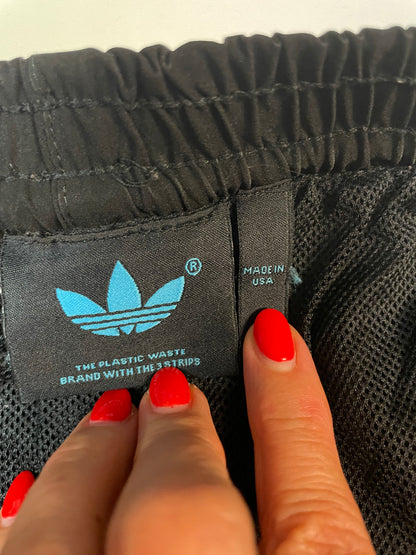 ®
THE PLASTIC WASTE
BRAND WITH THE 3 STRIPS
MADE IN
USA